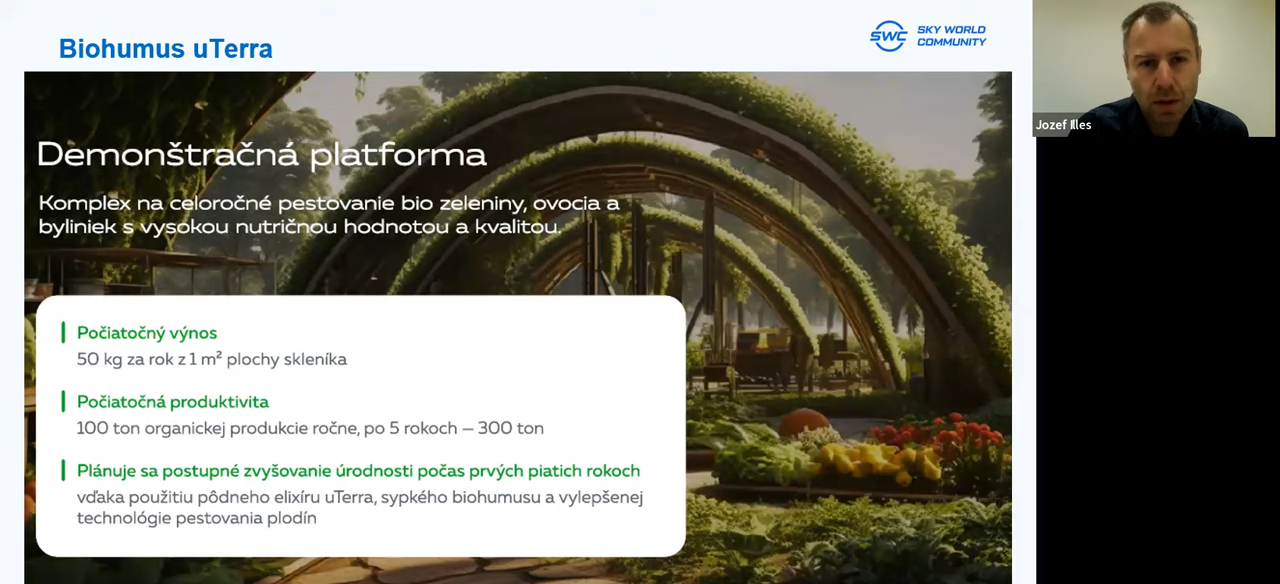 Biohumus uTerra
SWC
SKY WORLD
COMMUNITY
Demonštračná platforma
Komplex na celoročné pestovanie bio zeleniny, ovocia a
byliniek s vysokou nutričnou hodnotou a kvalitou.
Počiatočný výnos
50 kg za rok z 1 m² plochy skleníka
Počiatočná produktivita
100 ton organickej produkcie ročne, po 5 rokoch – 300 ton
Plánuje sa postupné zvyšovanie úrodnosti počas prvých piatich rokoch
vďaka použitiu pôdneho elixíru uTerra, sypkého biohumusu a vylepšenej
technológie pestovania plodín
Jozef Illes